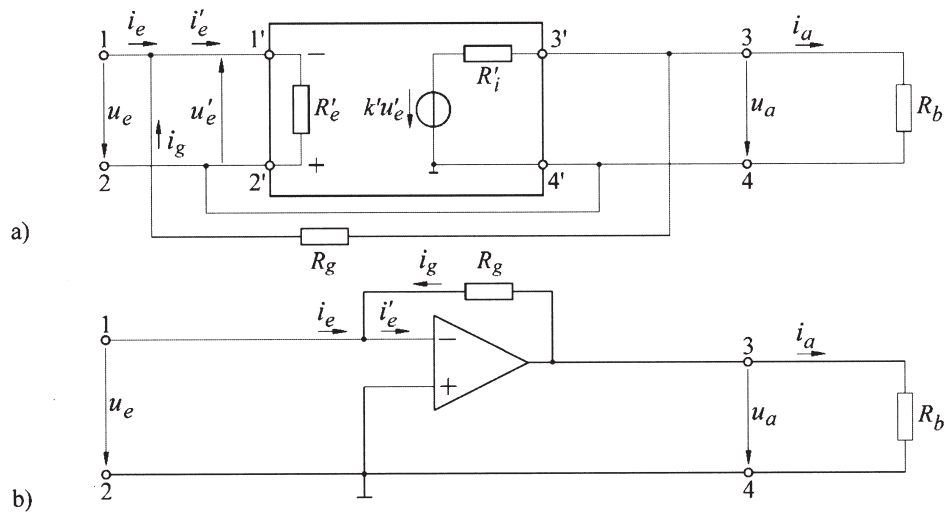 a)
1 i_e i'_e 1' − 3' 3 i_a
R'_i
u_e u'_e R'_e k'u'_e u_a R_b
i_g
2 2' + 4' 4
R_g
b)
i_g R_g
1 i_e i'_e − 3 i_a
+
u_e u_a R_b
2 4